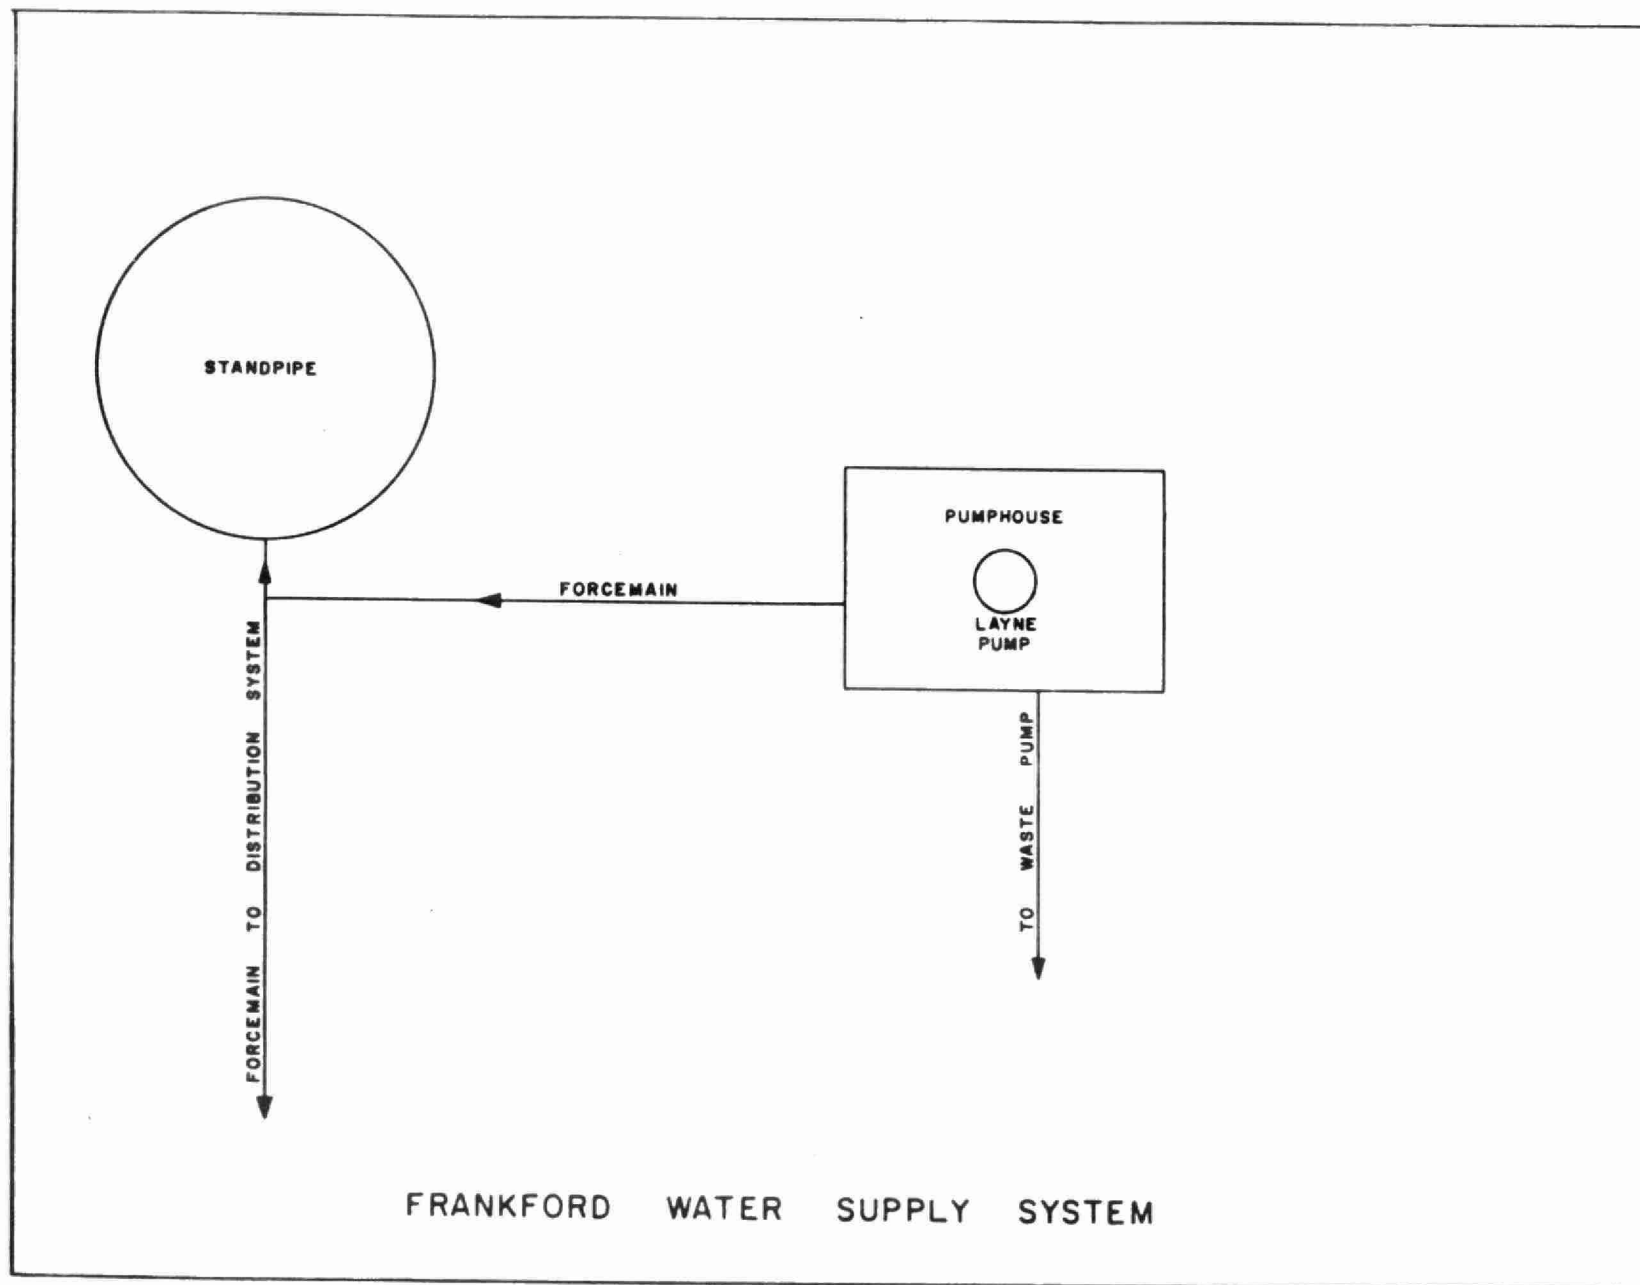 STANDPIPE
PUMPHOUSE
LAYNE
PUMP
FORCEMAIN
FORCEMAIN TO DISTRIBUTION SYSTEM
TO WASTE PUMP
FRANKFORD WATER SUPPLY SYSTEM